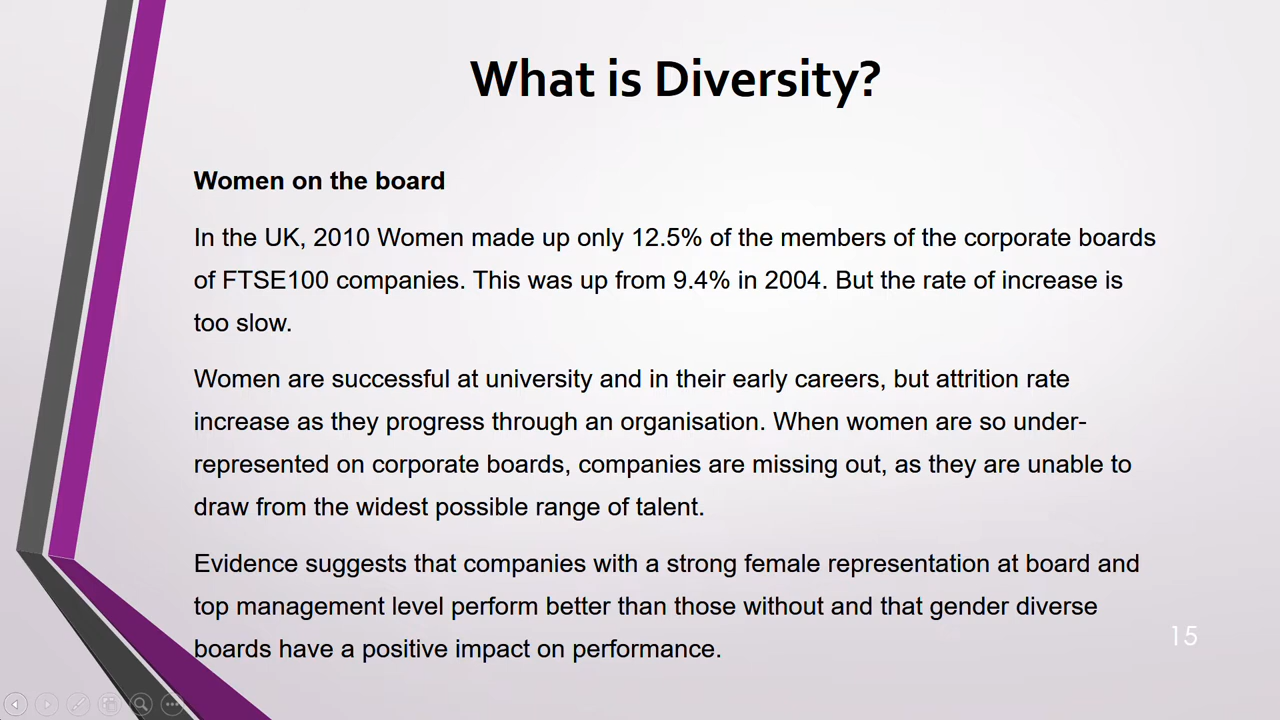 What is Diversity?
Women on the board
In the UK, 2010 Women made up only 12.5% of the members of the corporate boards
of FTSE100 companies. This was up from 9.4% in 2004. But the rate of increase is
too slow.
Women are successful at university and in their early careers, but attrition rate
increase as they progress through an organisation. When women are so under-
represented on corporate boards, companies are missing out, as they are unable to
draw from the widest possible range of talent.
Evidence suggests that companies with a strong female representation at board and
top management level perform better than those without and that gender diverse
boards have a positive impact on performance.
15